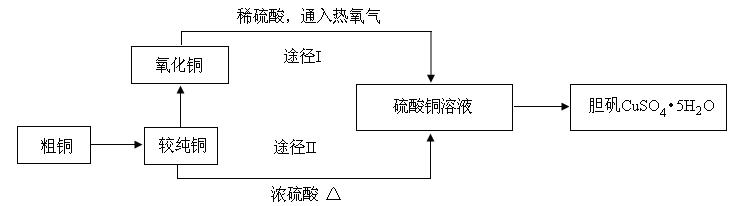 稀硫酸，通入热氧气
氧化铜
途径I
硫酸铜溶液
胆矾CuSO₄•5H₂O
粗铜
较纯铜
途径II
浓硫酸 △